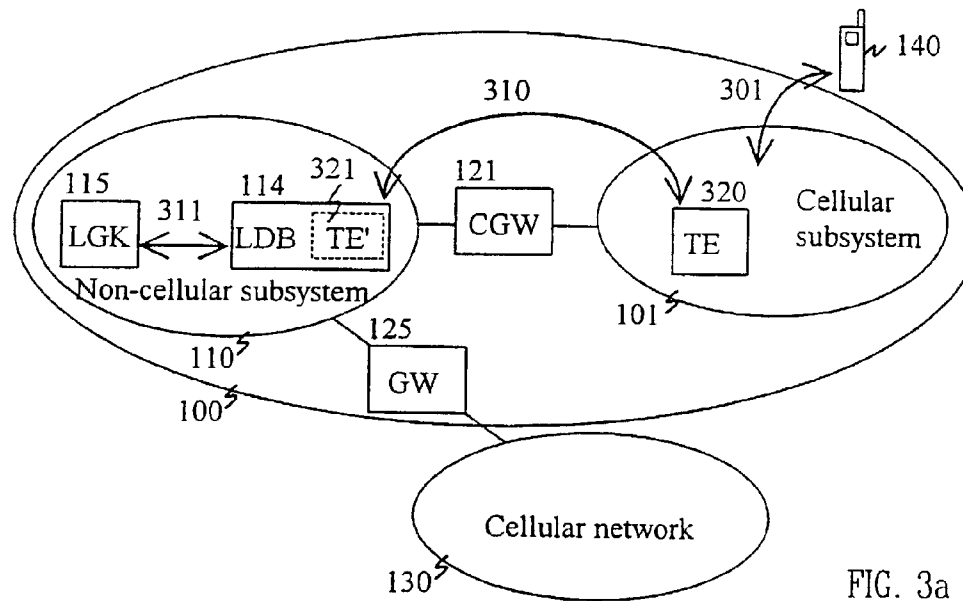 140
310
301
115
114
321
121
320
311
LGK
LDB
TE'
CGW
TE
Cellular
subsystem
Non-cellular subsystem
101
110
125
GW
100
Cellular network
130
FIG. 3a